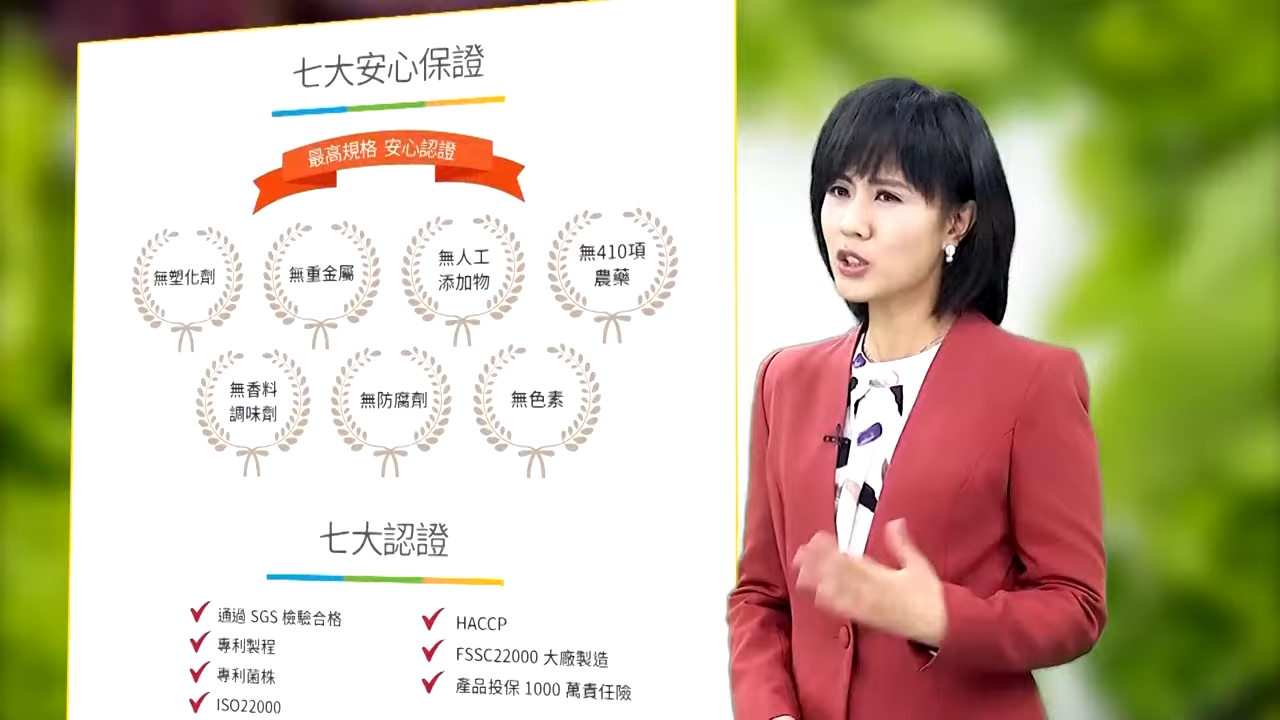 七大安心保證
最高規格 安心認證
無塑化劑
無重金屬
無人工
添加物
無410項
農藥
無香料
調味劑
無防腐劑
無色素
七大認證
通過 SGS 檢驗合格
專利製程
專利菌株
ISO22000
HACCP
FSSC22000 大廠製造
產品投保 1000 萬責任險